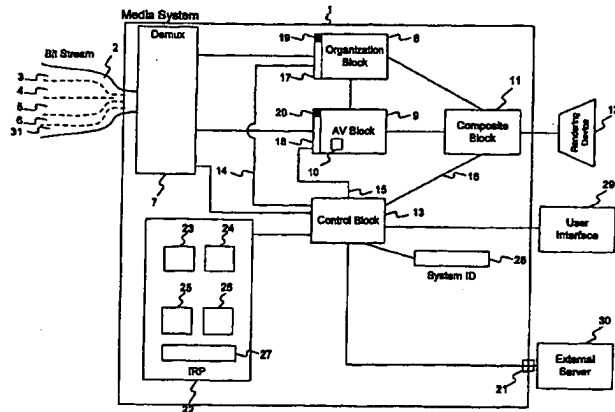 1
Media System
2
Demux
19
8
Bit Stream
Organization
Block
3
17
11
4
20
9
12
5
AV Block
Composite
Block
Rendering
Device
6
18
31
10
14
15
16
7
13
29
Control Block
User
Interface
23
24
28
System ID
25
26
30
27
External
Server
IRP
21
22